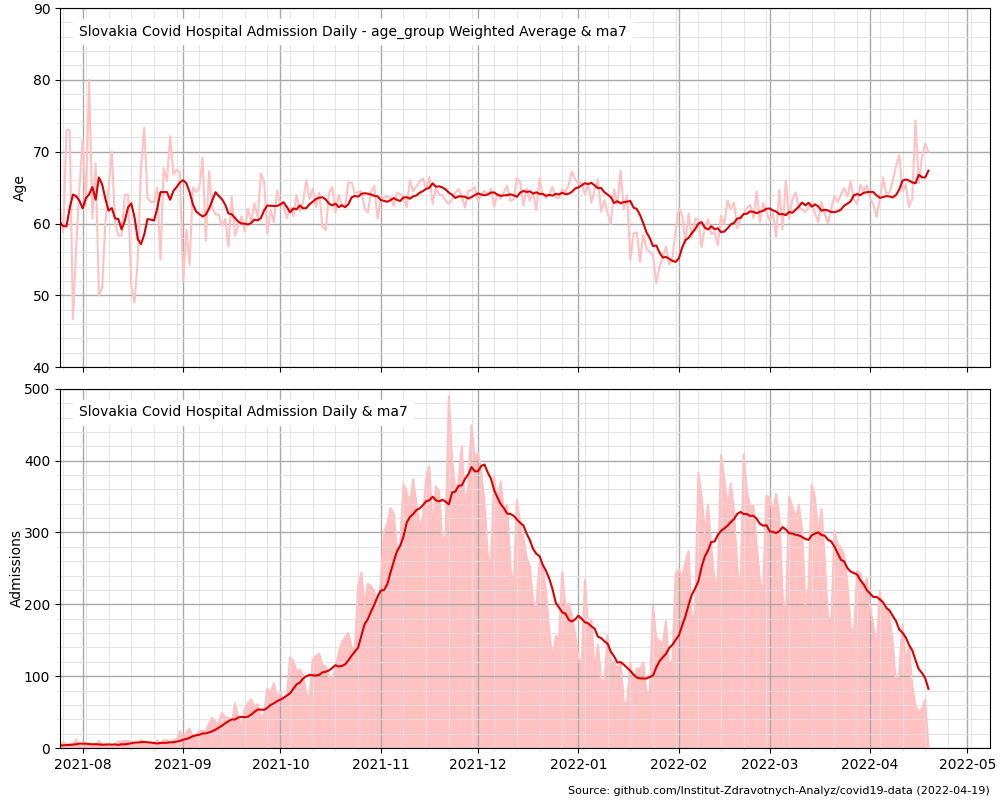 90
Slovakia Covid Hospital Admission Daily - age_group Weighted Average & ma7
80
70
Age
60
50
40
500
Slovakia Covid Hospital Admission Daily & ma7
400
300
Admissions
200
100
0
2021-08 2021-09 2021-10 2021-11 2021-12 2022-01 2022-02 2022-03 2022-04 2022-05
Source: github.com/Institut-Zdravotnych-Analyz/covid19-data (2022-04-19)